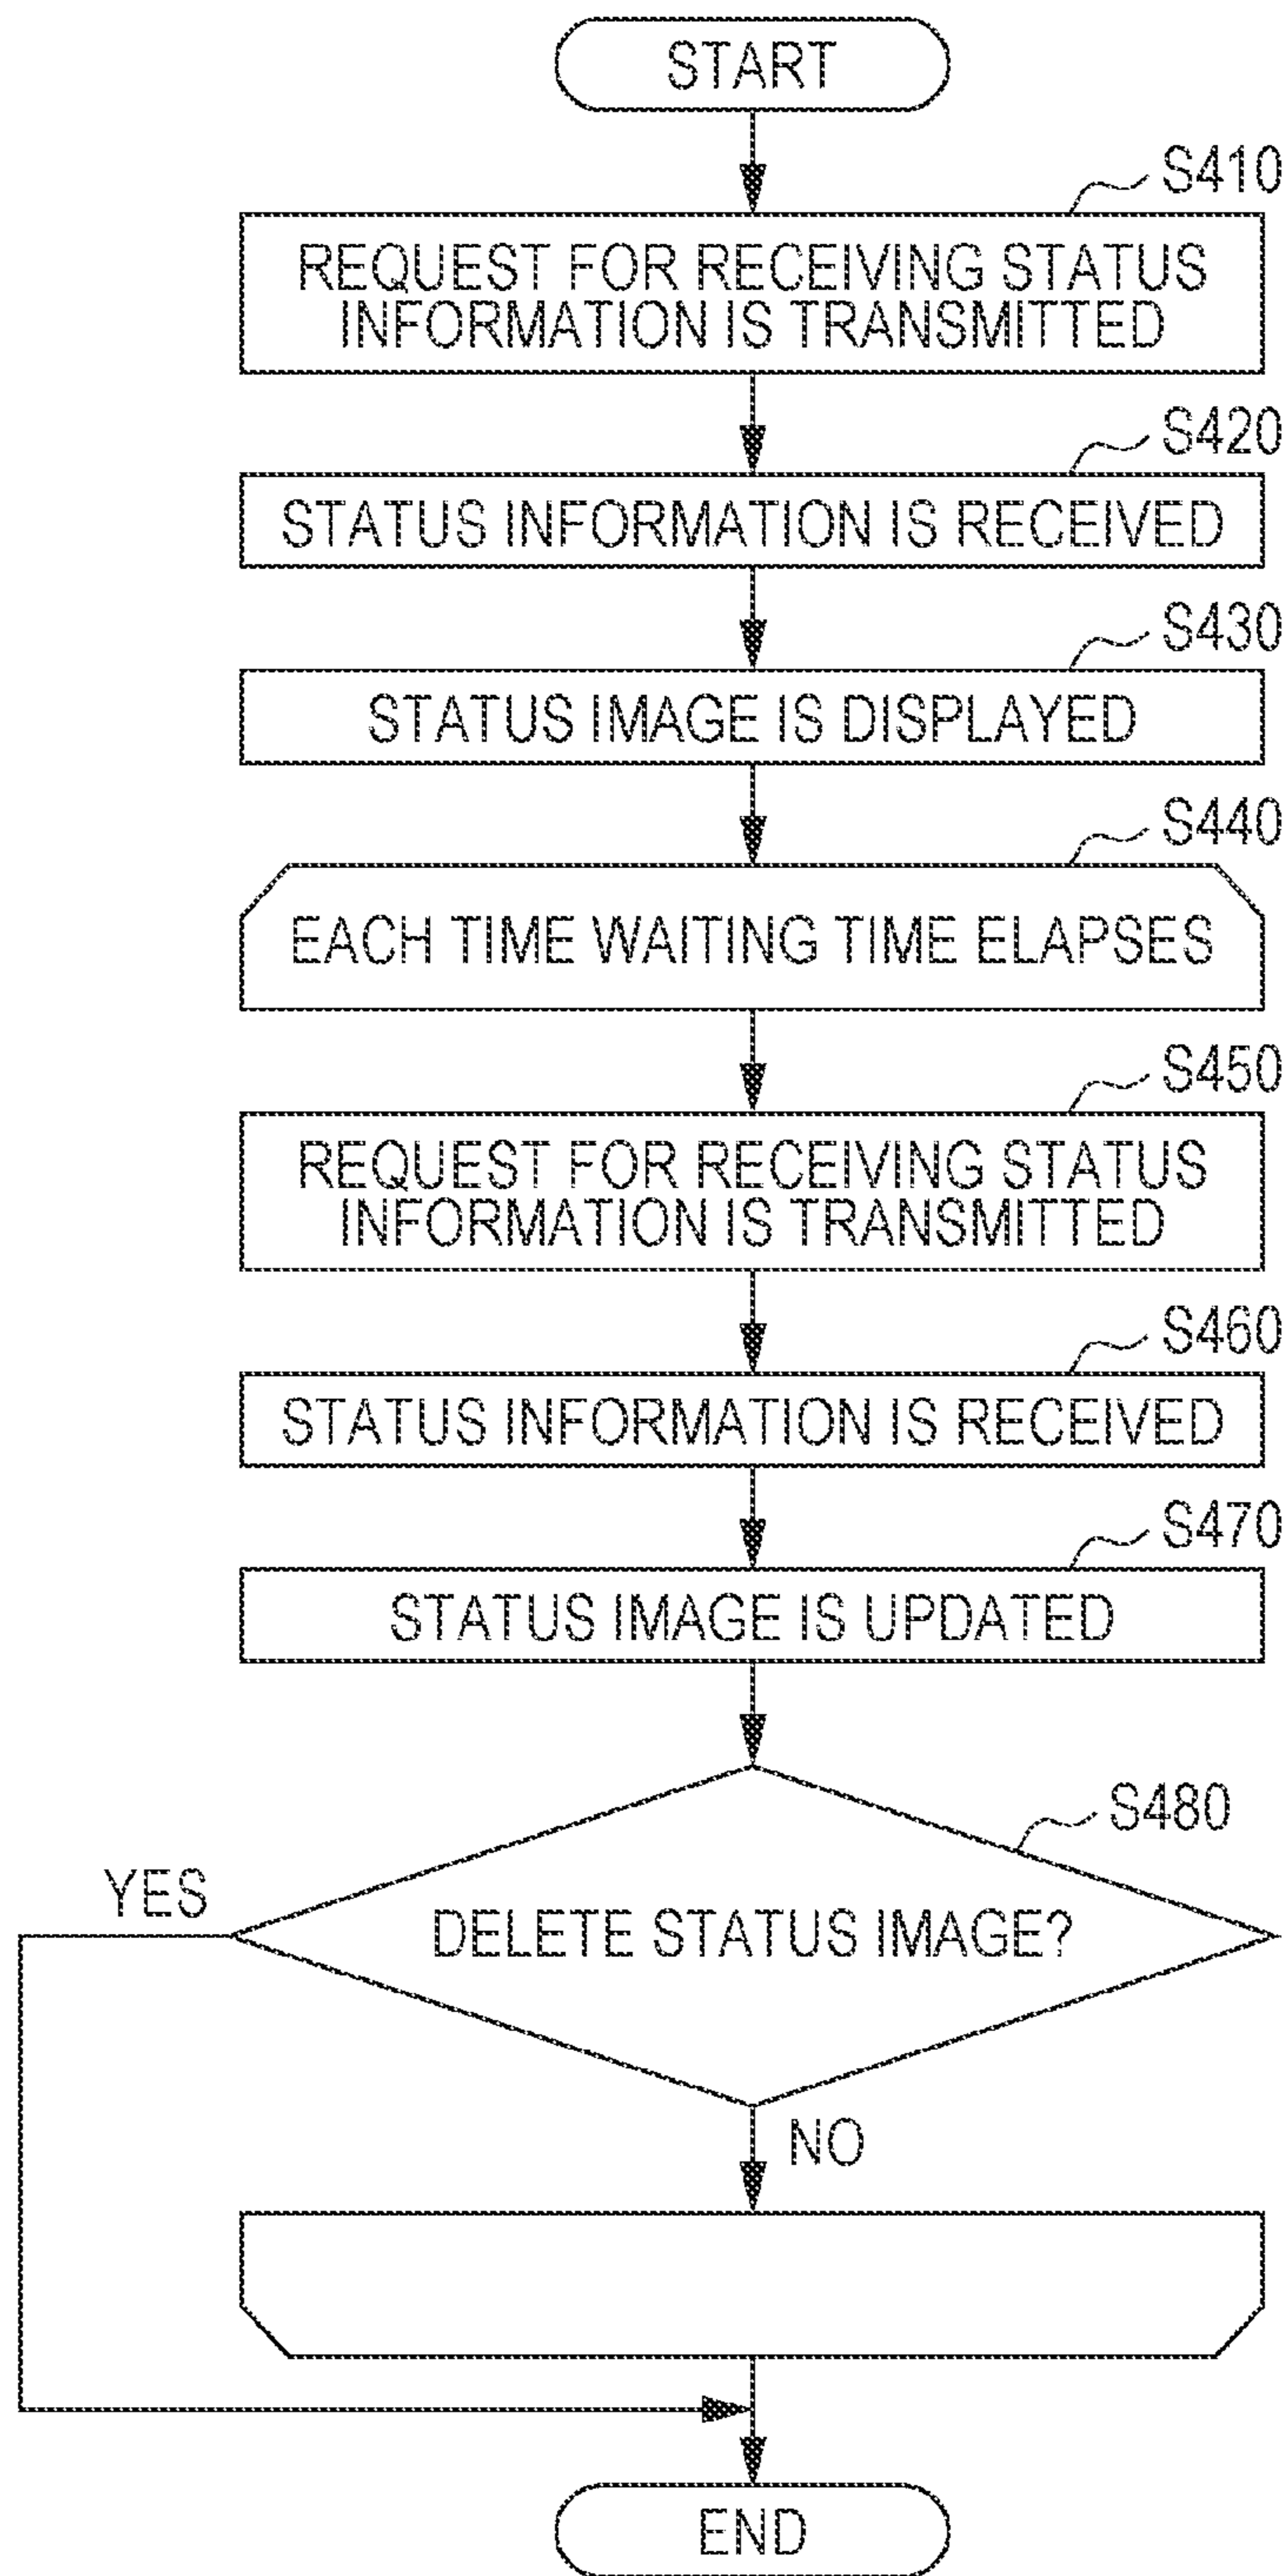 START
S410
REQUEST FOR RECEIVING STATUS
INFORMATION IS TRANSMITTED
S420
STATUS INFORMATION IS RECEIVED
S430
STATUS IMAGE IS DISPLAYED
S440
EACH TIME WAITING TIME ELAPSES
S450
REQUEST FOR RECEIVING STATUS
INFORMATION IS TRANSMITTED
S460
STATUS INFORMATION IS RECEIVED
S470
STATUS IMAGE IS UPDATED
S480
YES
DELETE STATUS IMAGE?
NO
END